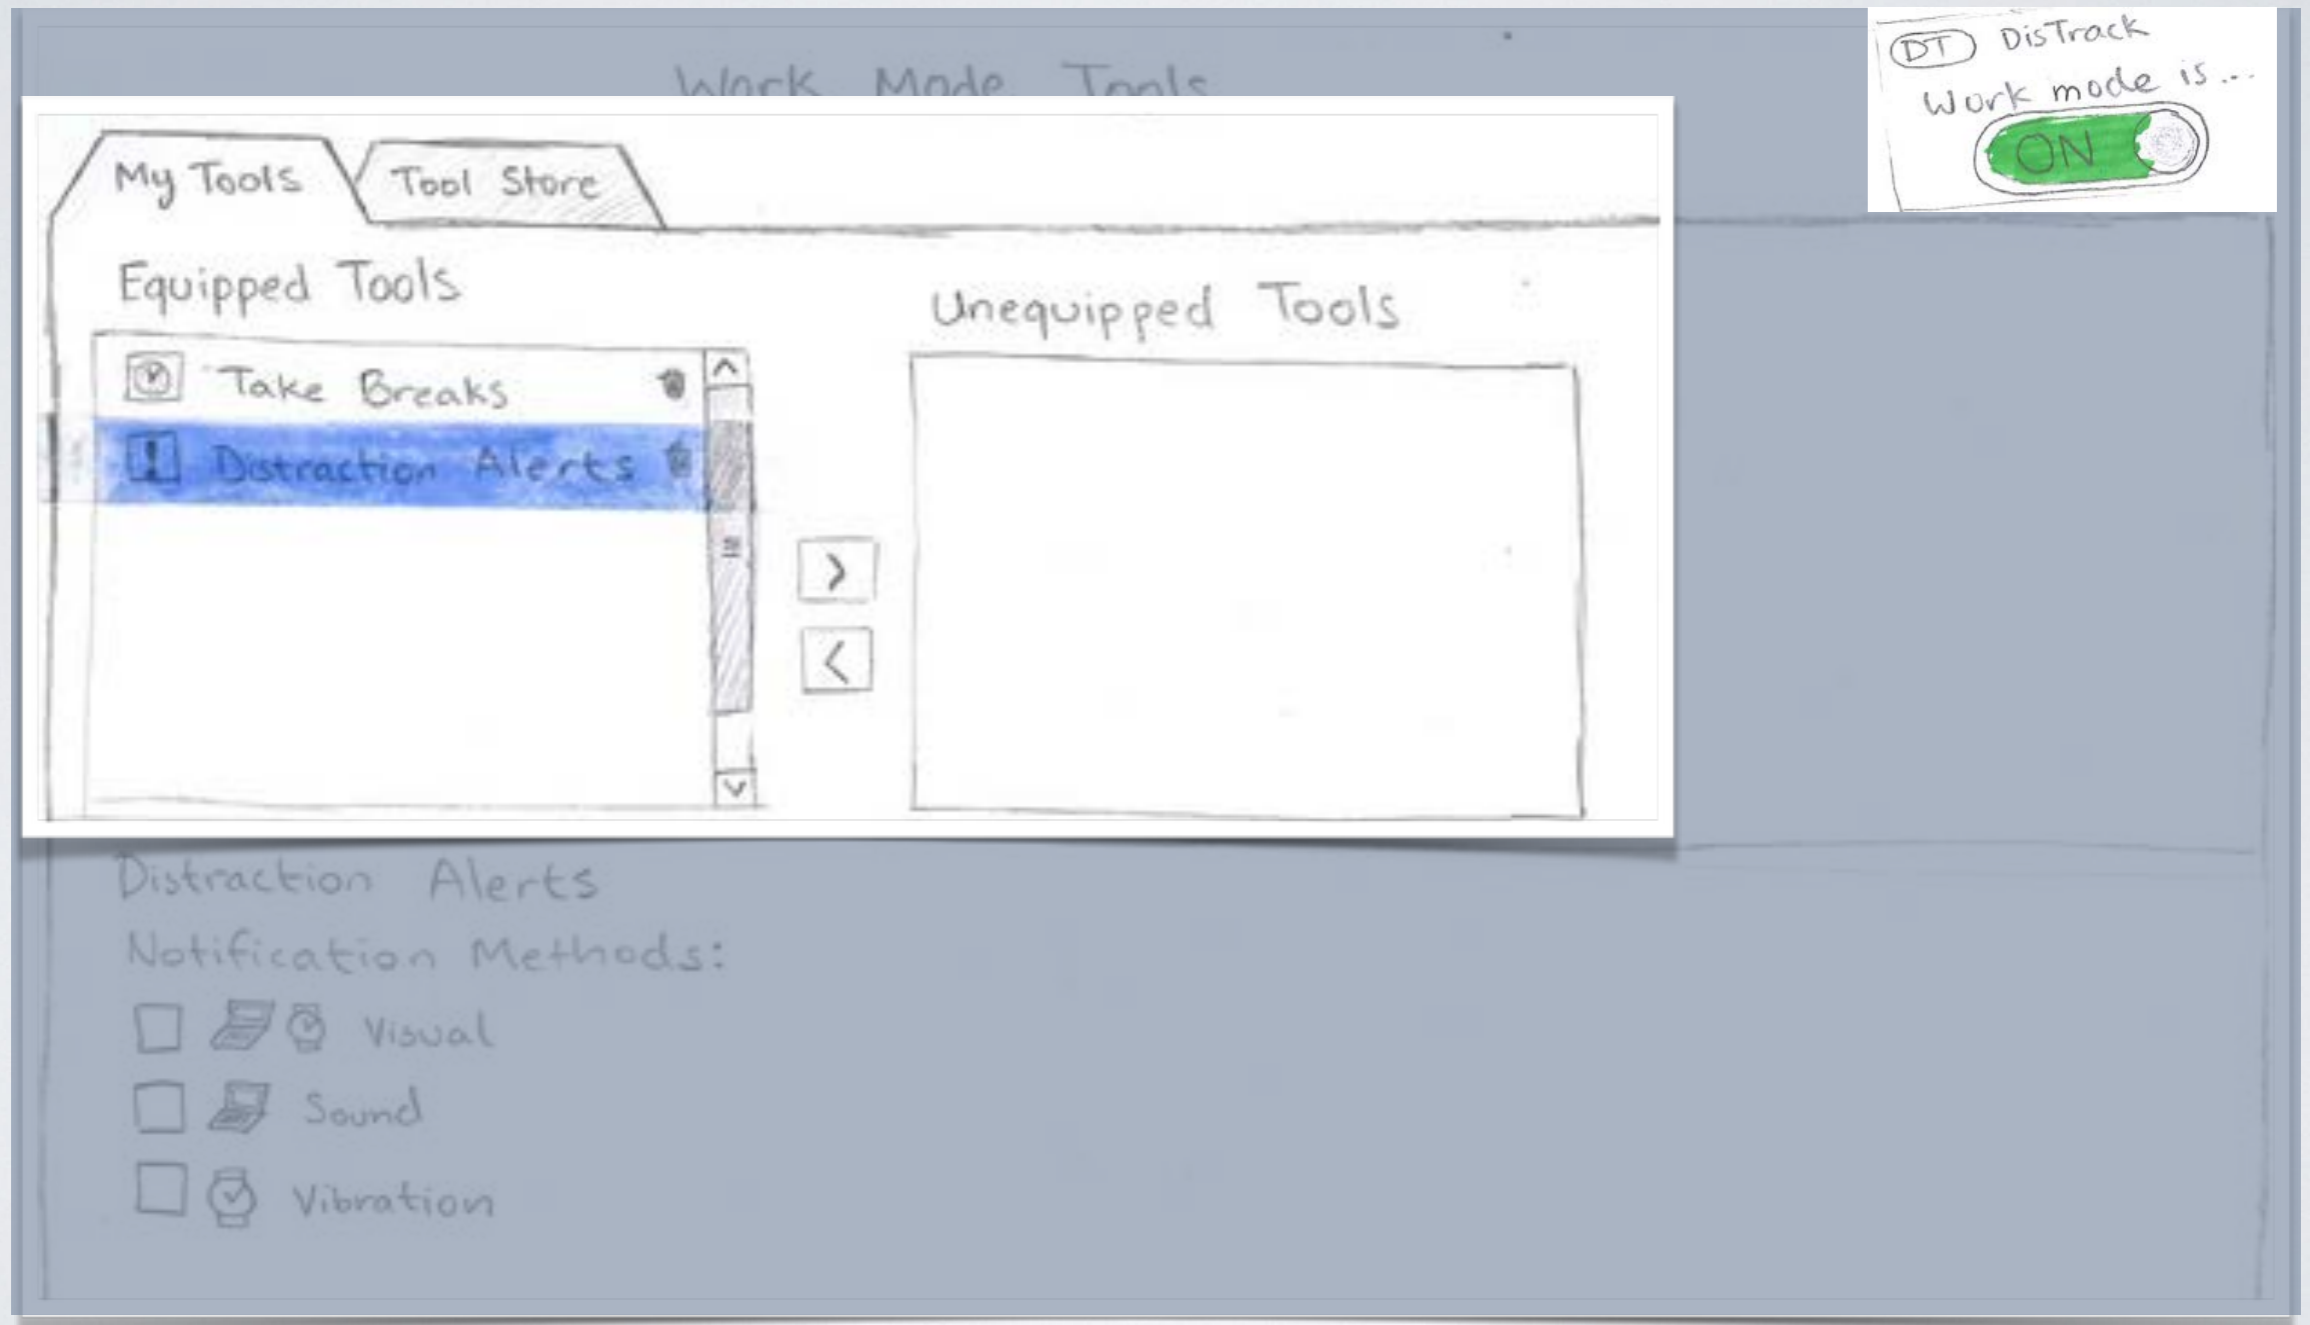 Work Mode Tools
DT DisTrack
Work mode is...
ON
My Tools
Tool Store
Equipped Tools
Take Breaks
! Distraction Alerts
>
<
Unequipped Tools
Distraction Alerts
Notification Methods:
Visual
Sound
Vibration